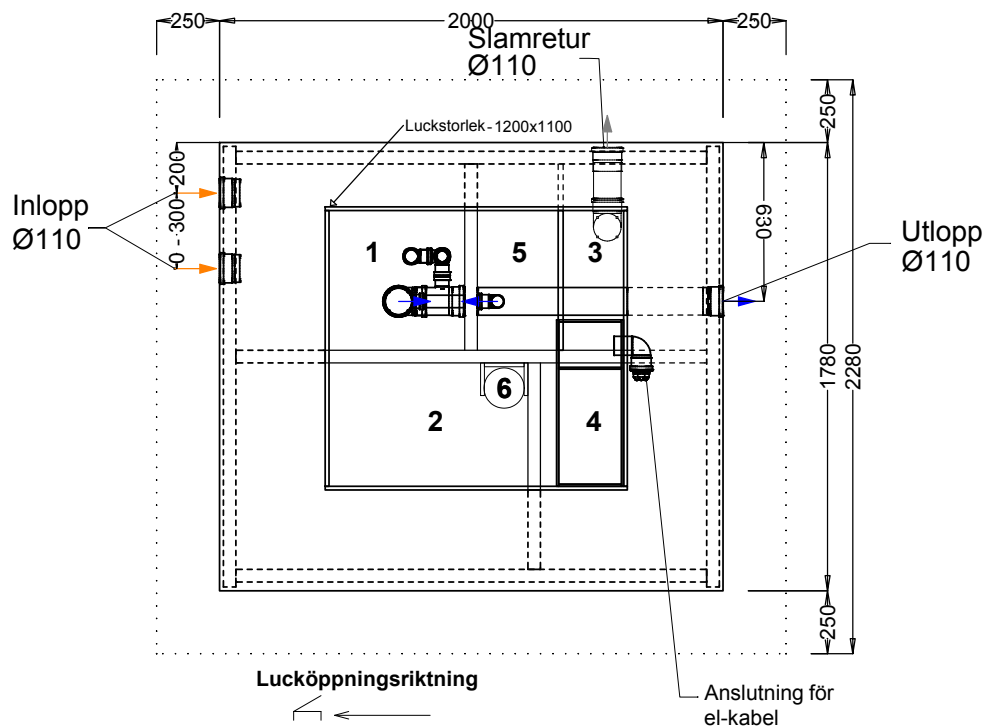 250
2000
250
Slamretur
Ø110
Luckstorlek-1200x1100
250
200
300
0
Inlopp
Ø110
1
5
3
630
Utlopp
Ø110
1780
2280
6
2
4
250
Lucköppningsriktning
Anslutning för
el-kabel